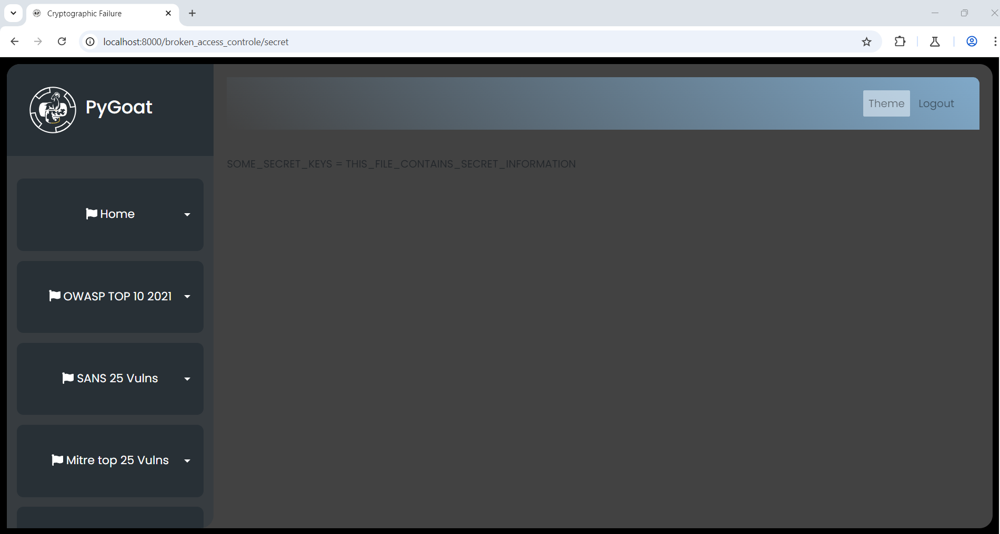 Cryptographic Failure
localhost:8000/broken_access_controle/secret
PyGoat
Theme Logout
SOME_SECRET_KEYS = THIS_FILE_CONTAINS_SECRET_INFORMATION
Home
OWASP TOP 10 2021
SANS 25 Vulns
Mitre top 25 Vulns